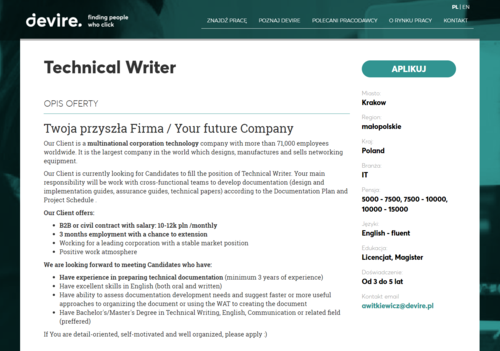 PL | EN
devire. finding people
who click
ZNAJDŹ PRACĘ POZNAJ DEVIRE POLECANI PRACODAWCY O RYNKU PRACY KONTAKT
Technical Writer
OPIS OFERTY
Twoja przyszła Firma / Your future Company
Our Client is a multinational corporation technology company with more than 71,000 employees
worldwide. It is the largest company in the world which designs, manufactures and sells networking
equipment.
Our Client is currently looking for Candidates to fill the position of Technical Writer. Your main
responsibility will be work with cross-functional teams to develop documentation (design and
implementation guides, assurance guides, technical papers) according to the Documentation Plan and
Project Schedule
Our Client offers:
B2B or civil contract with salary: 10-12k pln /monthly
3 months employment with a chance to extension
Working for a leading corporation with a stable market position
Positive work atmosphere
We are looking forward to meeting Candidates who have:
Have experience in preparing technical documentation (minimum 3 years of experience)
Have excellent skills in English (both oral and written)
Have ability to assess documentation development needs and suggest faster or more useful
approaches to organizing the document or using the WAT to creating the document
Have Bachelor's/Master's Degree in Technical Writing, English, Communication or related field
(preffered)
If You are detail-oriented, self-motivated and well organized, please apply :)
APLIKUJ
Miasto:
Krakow
Region:
małopolskie
Kraj:
Poland
Branża:
IT
Pensja:
5000 - 7500, 7500 - 10000,
10000 - 15000
Języki:
English - fluent
Edukacja:
Licencjat, Magister
Doświadczenie:
Od 3 do 5 lat
Kontakt email:
awitkiewicz@devire.pl